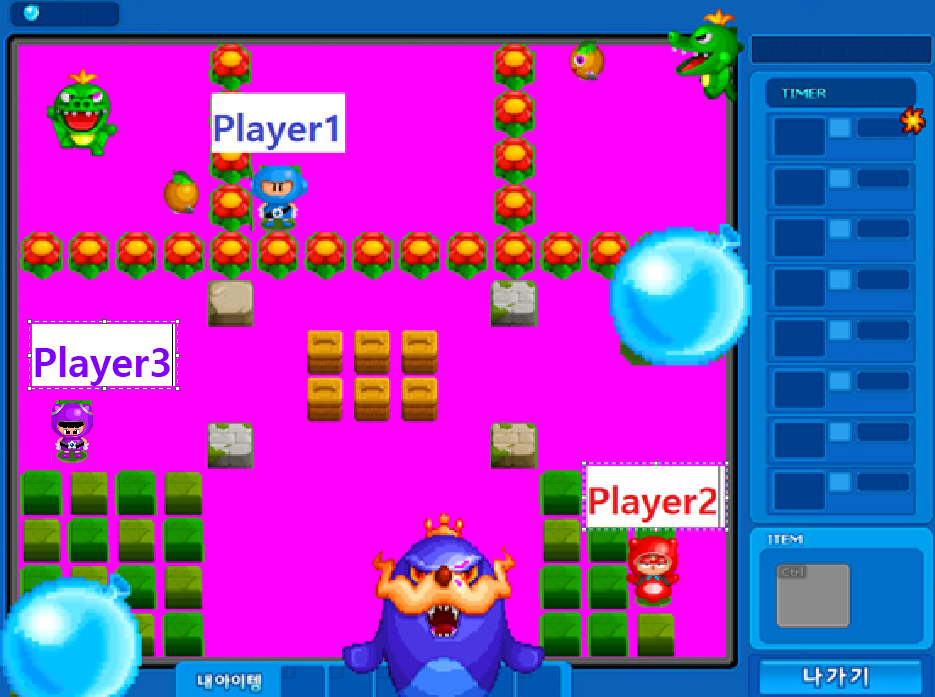 TIMER
Player1
Player3
Player2
ITEM
Ctrl
내아이템
나가기